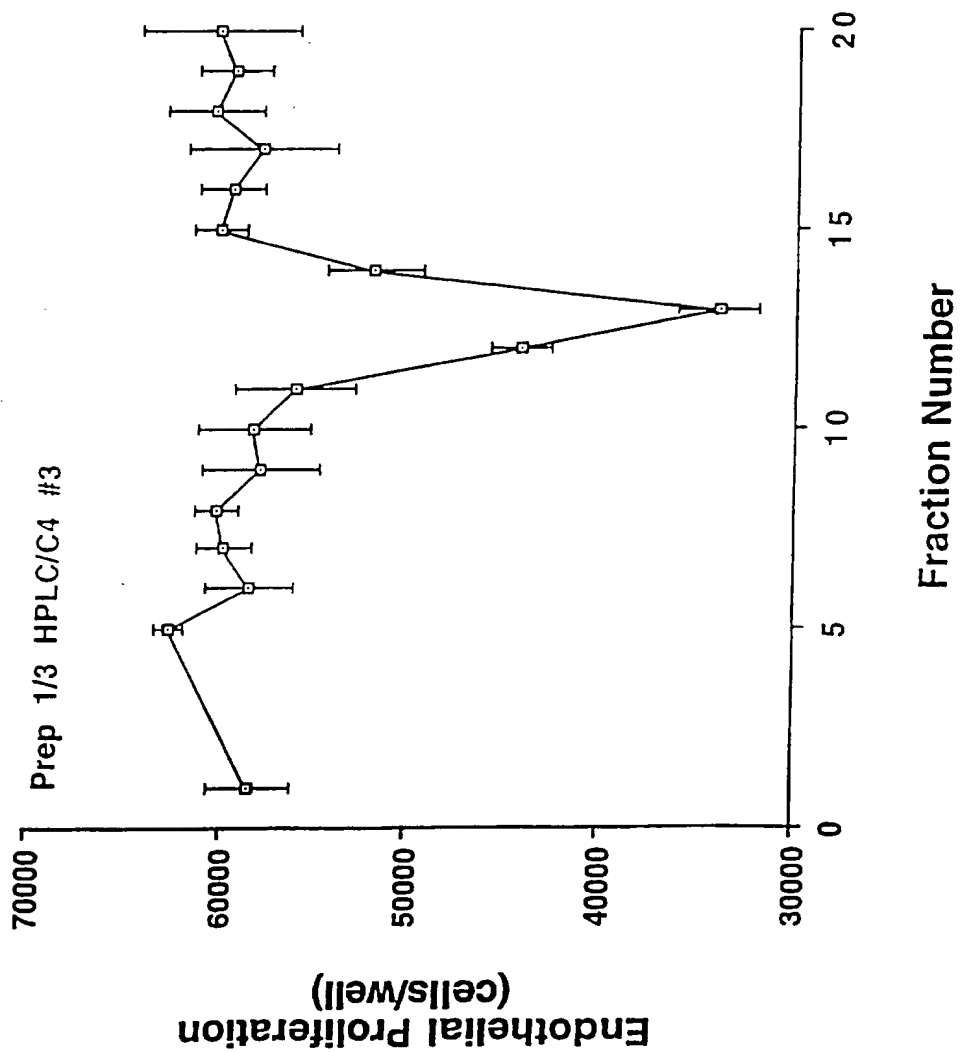 Prep 1/3 HPLC/C4 #3
Endothelial Proliferation
(cells/well)
70000
60000
50000
40000
30000
0
5
10
15
20
Fraction Number